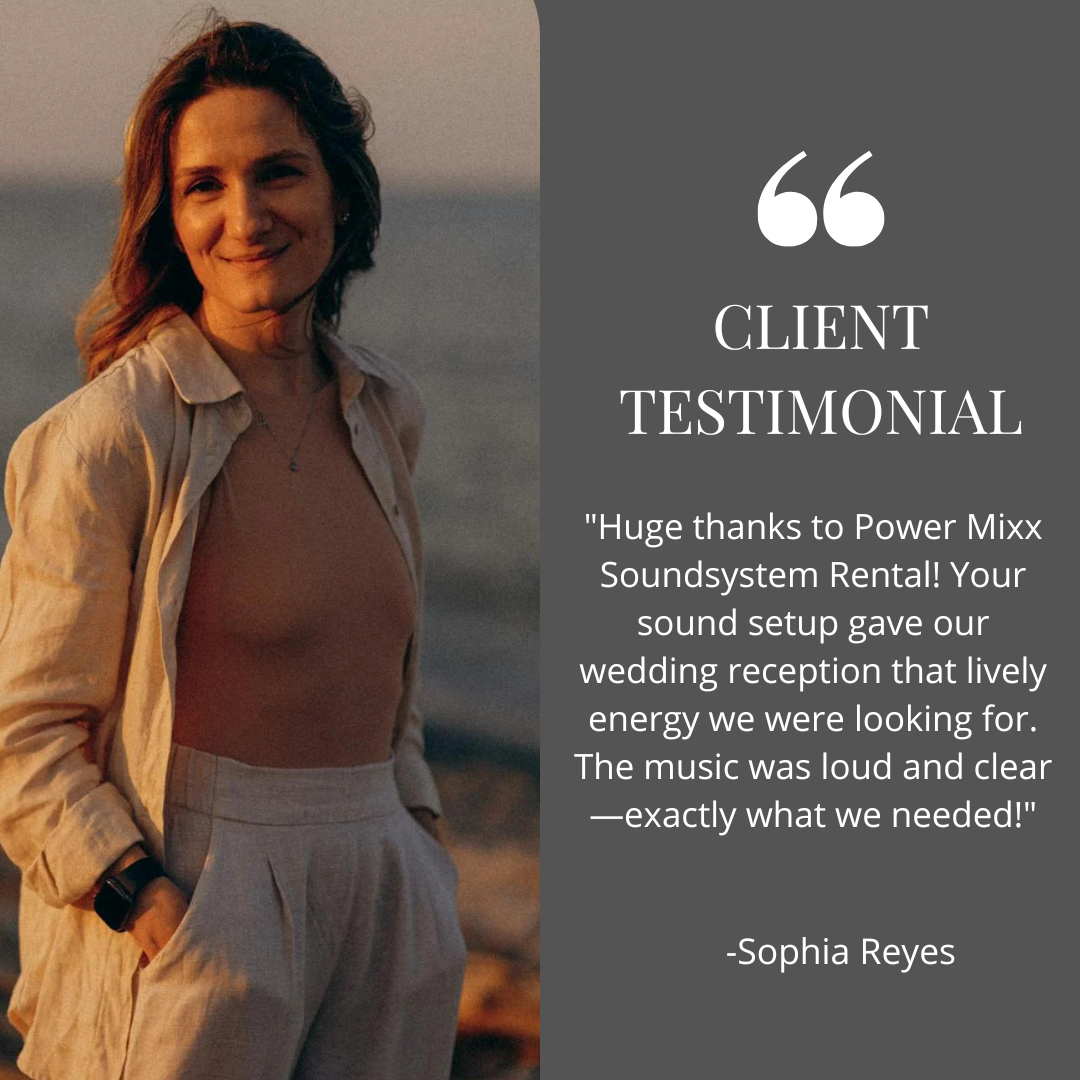 “
CLIENT
TESTIMONIAL
"Huge thanks to Power Mixx
Soundsystem Rental! Your
sound setup gave our
wedding reception that lively
energy we were looking for.
The music was loud and clear
—exactly what we needed!"
-Sophia Reyes